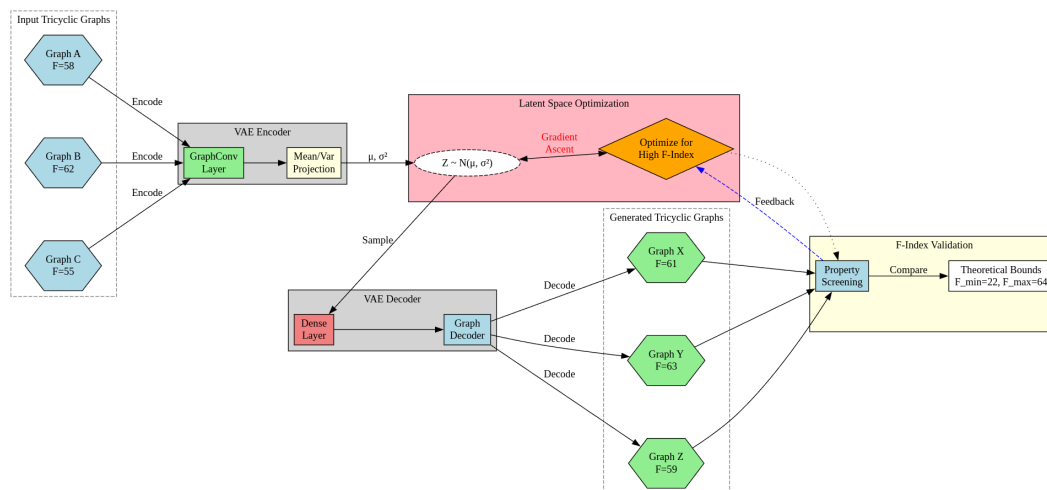 Input Tricyclic Graphs
Graph A
F=58
Graph B
F=62
Graph C
F=55
Encode
Encode
Encode
VAE Encoder
GraphConv
Layer
Mean/Var
Projection
μ, σ²
Latent Space Optimization
Z ~ N(μ, σ²)
Gradient
Ascent
Optimize for
High F-Index
Sample
VAE Decoder
Dense
Layer
Graph
Decoder
Decode
Decode
Decode
Generated Tricyclic Graphs
Graph X
F=61
Graph Y
F=63
Graph Z
F=59
Feedback
F-Index Validation
Property
Screening
Compare
Theoretical Bounds
F_min=22, F_max=64